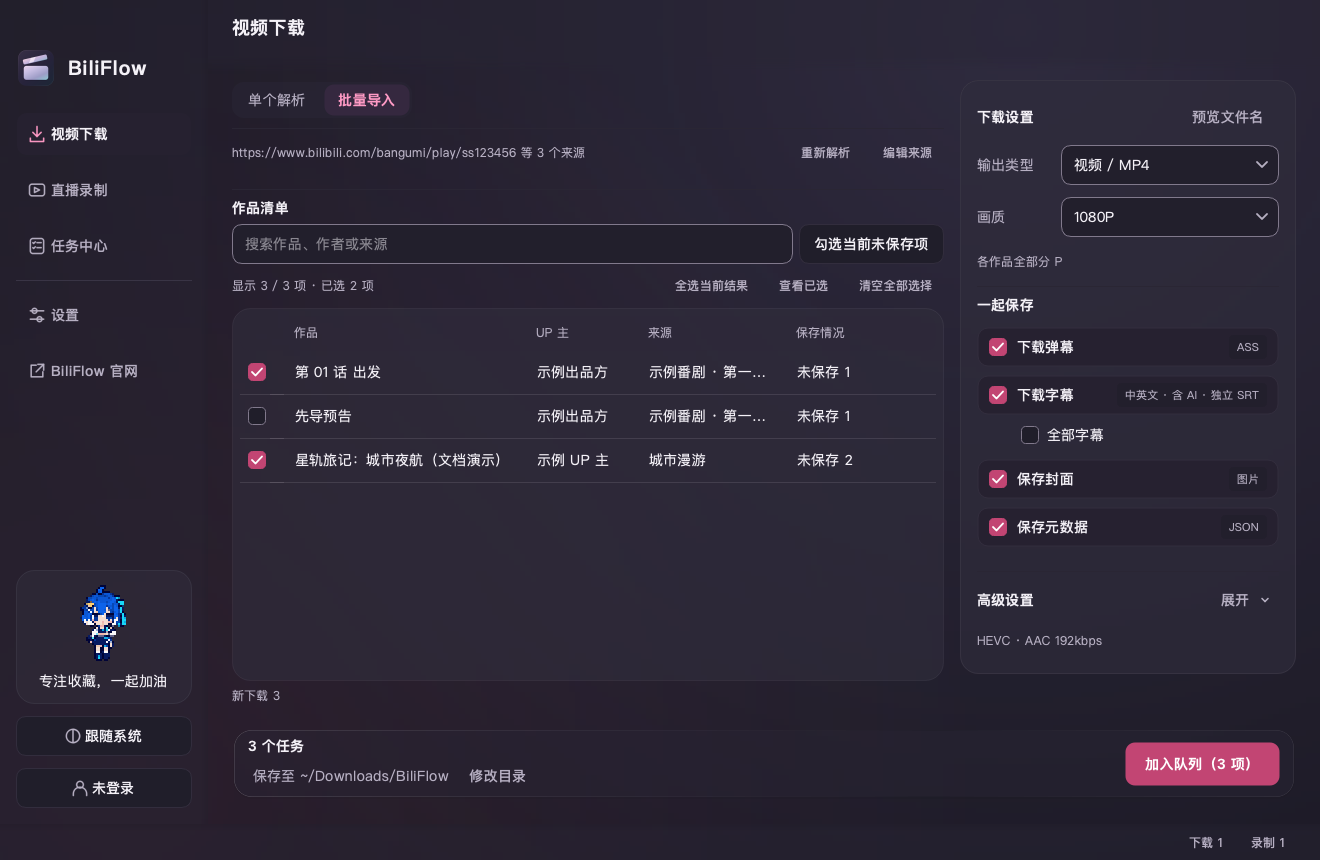 视频下载
BiliFlow
视频下载
直播录制
任务中心
设置
BiliFlow 官网
专注收藏，一起加油
跟随系统
未登录
单个解析 批量导入
https://www.bilibili.com/bangumi/play/ss123456 等 3 个来源 重新解析 编辑来源
作品清单
搜索作品、作者或来源 勾选当前未保存项
显示 3 / 3 项 · 已选 2 项 全选当前结果 查看已选 清空全部选择
作品 UP 主 来源 保存情况
第 01 话 出发 示例出品方 示例番剧 · 第一... 未保存 1
先导预告 示例出品方 示例番剧 · 第一... 未保存 1
星轨旅记：城市夜航（文档演示） 示例 UP 主 城市漫游 未保存 2
新下载 3
下载设置 预览文件名
输出类型 视频 / MP4
画质 1080P
各作品全部分 P
一起保存
下载弹幕 ASS
下载字幕 中英文 · 含 AI · 独立 SRT
全部字幕
保存封面 图片
保存元数据 JSON
高级设置 展开
HEVC · AAC 192kbps
3 个任务
保存至 ~/Downloads/BiliFlow 修改目录
加入队列（3 项）
下载 1 录制 1